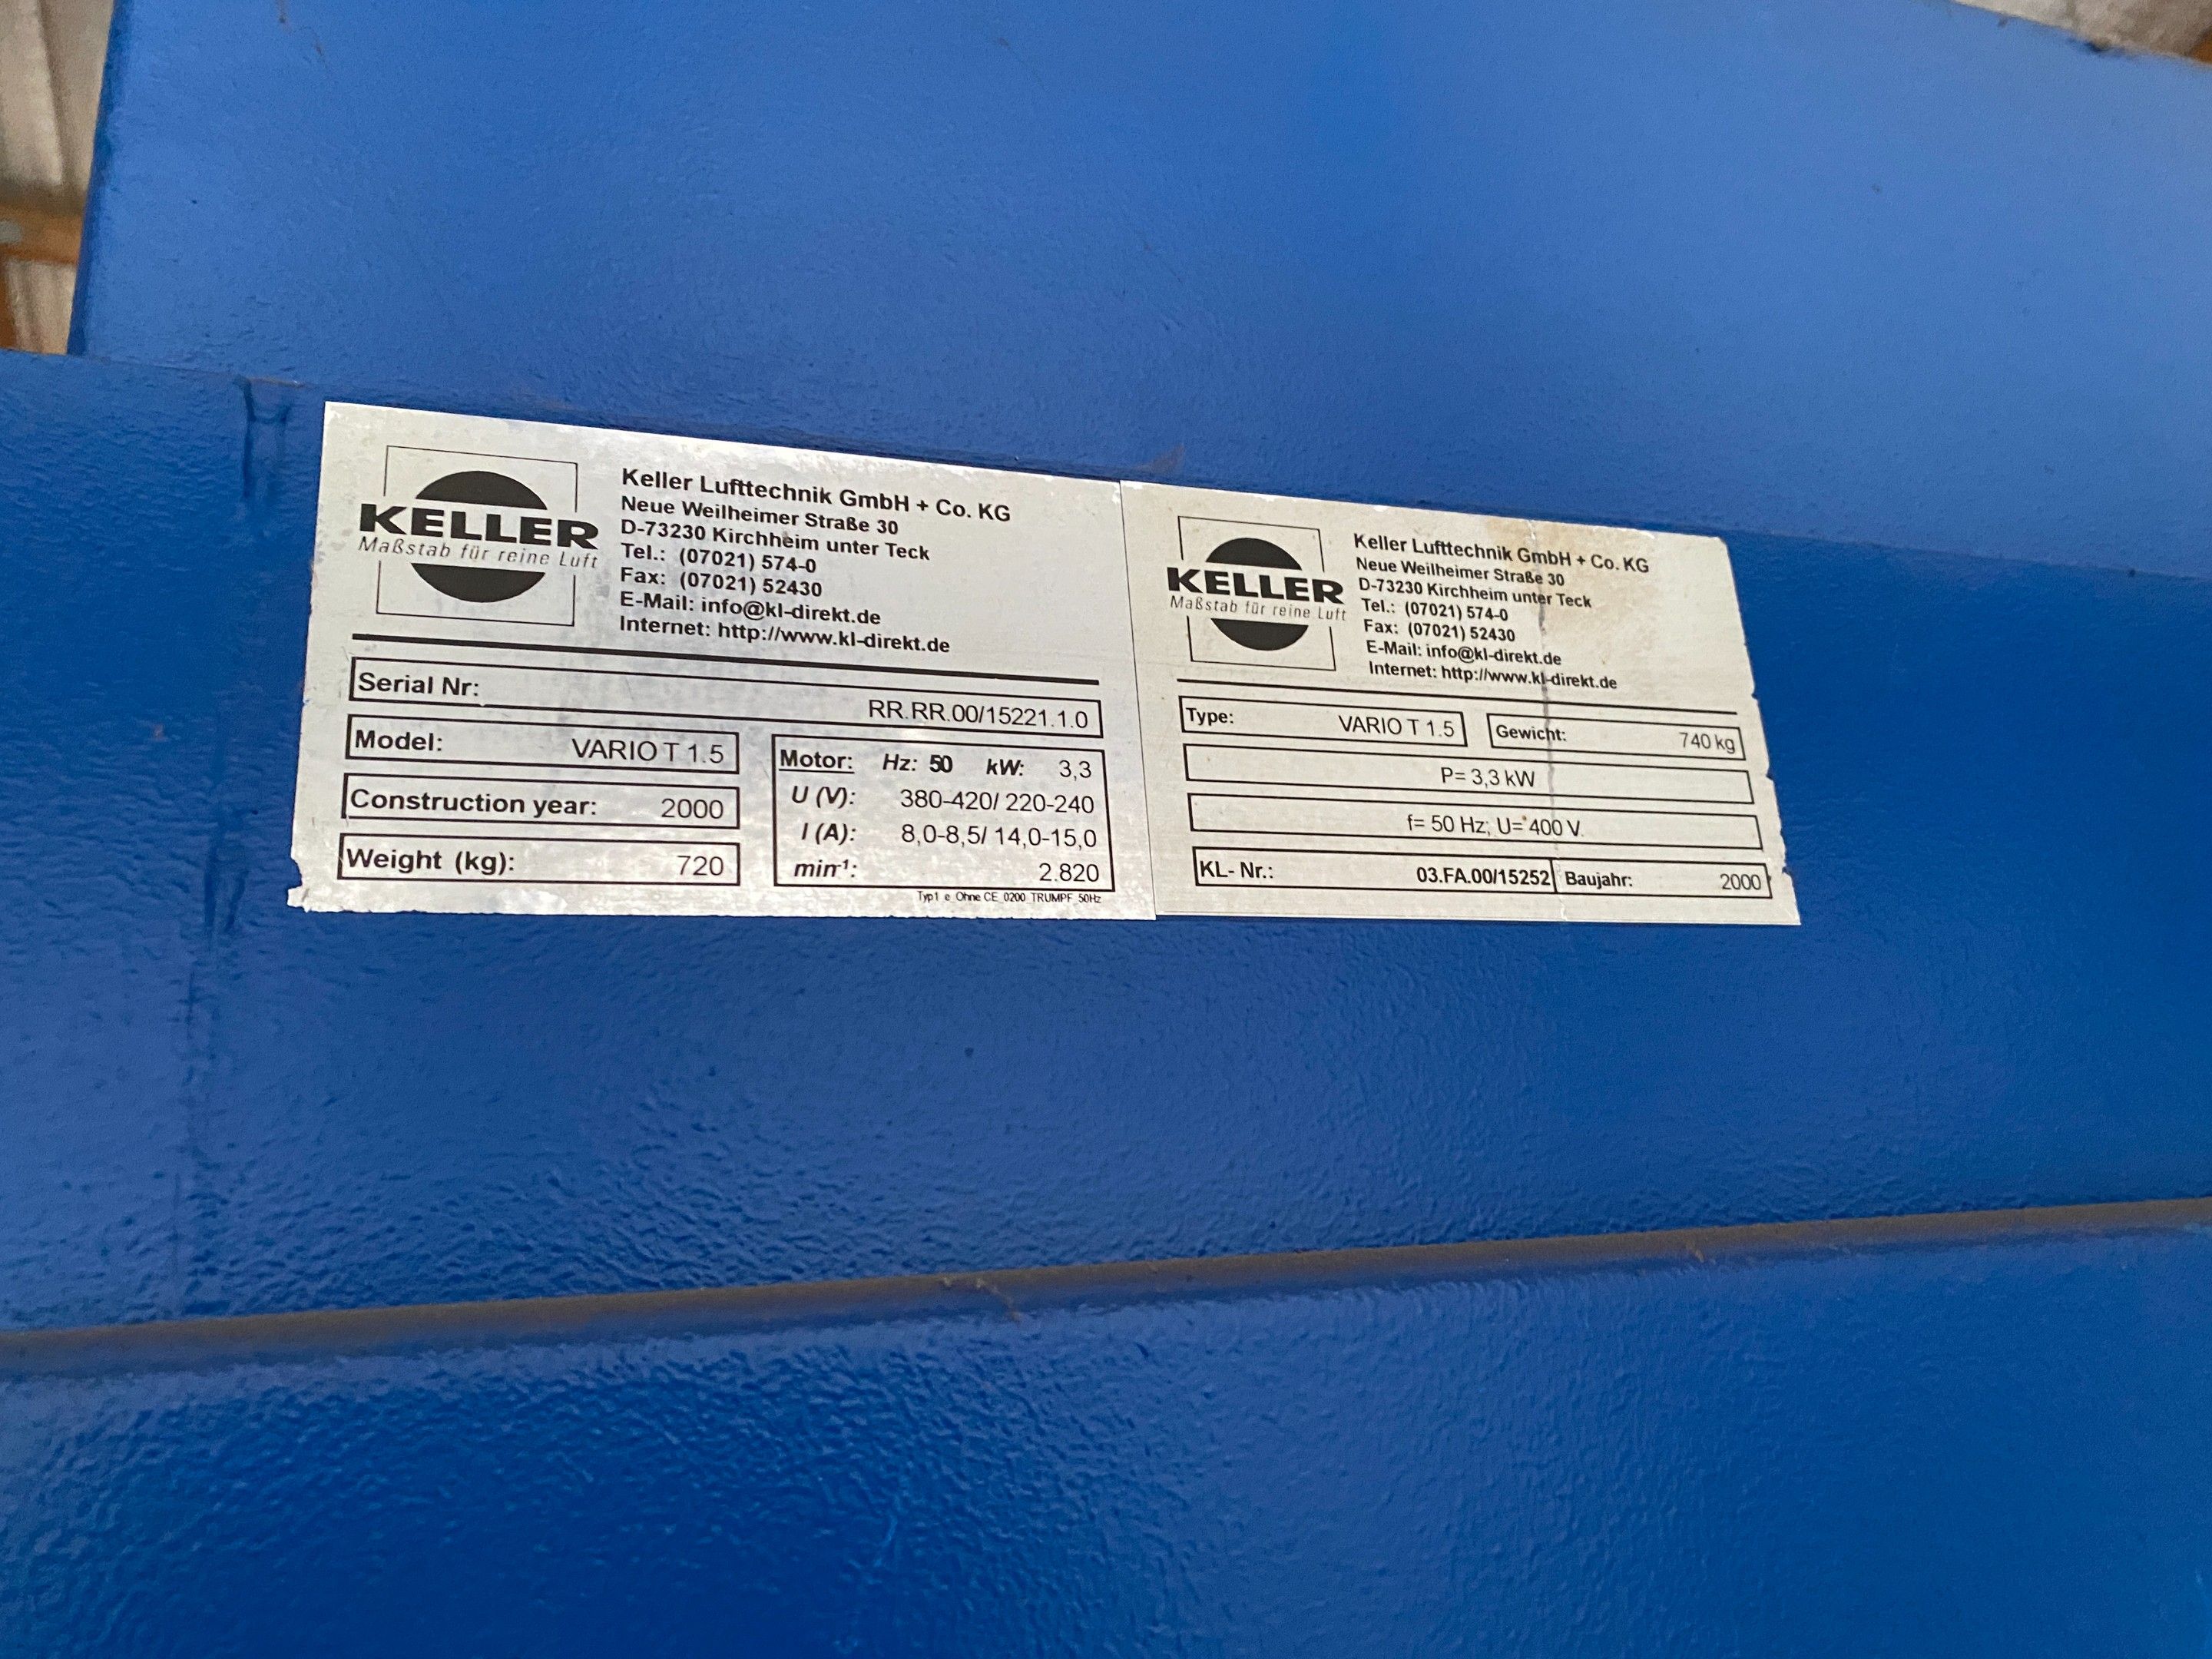 KELLER
Maßstab für reine Luft
Keller Lufttechnik GmbH + Co. KG
Neue Weilheimer Straße 30
D-73230 Kirchheim unter Teck
Tel.: (07021) 574-0
Fax: (07021) 52430
E-Mail: info@kl-direkt.de
Internet: http://www.kl-direkt.de
Serial Nr: RR.RR.00/15221.1.0
Model: VARIO T 1.5
Construction year: 2000
Weight (kg): 720
Motor: Hz: 50 kW: 3,3
U (V): 380-420/ 220-240
I (A): 8,0-8,5/ 14,0-15,0
min-1: 2.820
Typ1 e_Ohne CE_0200_TRUMPF_50Hz
KELLER
Maßstab für reine Luft
Keller Lufttechnik GmbH + Co. KG
Neue Weilheimer Straße 30
D-73230 Kirchheim unter Teck
Tel.: (07021) 574-0
Fax: (07021) 52430
E-Mail: info@kl-direkt.de
Internet: http://www.kl-direkt.de
Type: VARIO T 1.5 Gewicht: 740 kg
P= 3,3 kW
f= 50 Hz; U= 400 V
KL- Nr.: 03.FA.00/15252 Baujahr: 2000